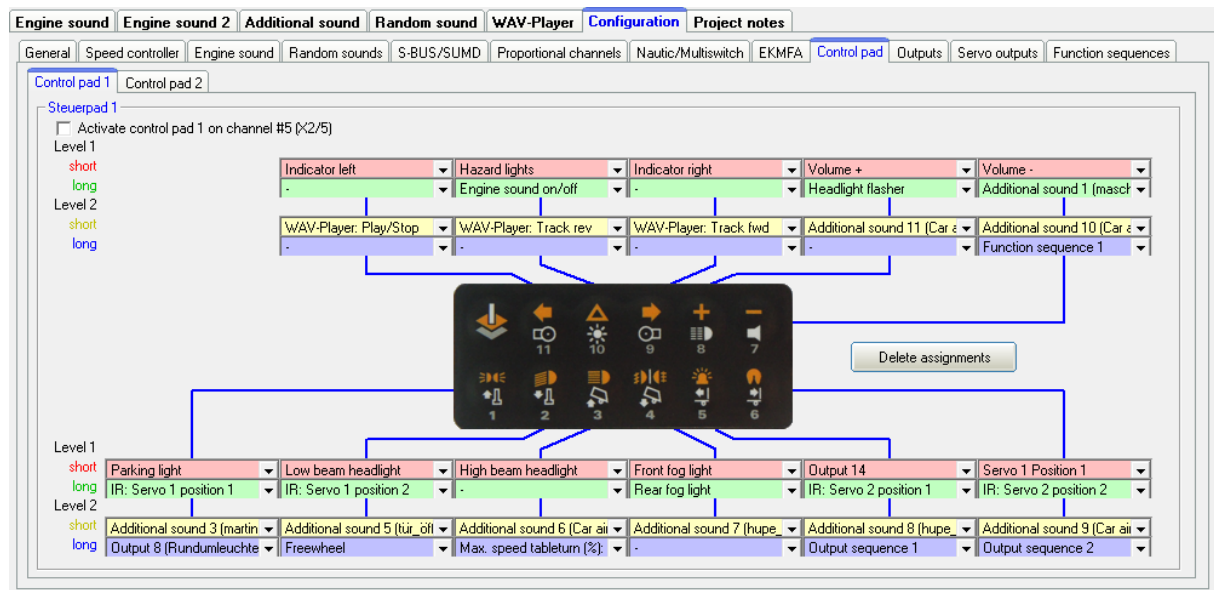 Engine sound Engine sound 2 Additional sound Random sound WAV-Player Configuration Project notes
General Speed controller Engine sound Random sounds S-BUS/SUMD Proportional channels Nautic/Multiswitch EKMFA Control pad Outputs Servo outputs Function sequences
Control pad 1 Control pad 2
Steuerpad 1
Activate control pad 1 on channel #5 (X2/5)
Level 1
short Indicator left Hazard lights Indicator right Volume + Volume -
long - Engine sound on/off - Headlight flasher Additional sound 1 (masch
Level 2
short WAV-Player: Play/Stop WAV-Player: Track rev WAV-Player: Track fwd Additional sound 11 (Car a Additional sound 10 (Car a
long - - - - Function sequence 1
11 10 9 8 7
Delete assignments
1 2 3 4 5 6
Level 1
short Parking light Low beam headlight High beam headlight Front fog light Output 14 Servo 1 Position 1
long IR: Servo 1 position 1 IR: Servo 1 position 2 - Rear fog light IR: Servo 2 position 1 IR: Servo 2 position 2
Level 2
short Additional sound 3 (martin Additional sound 5 (tür_öff Additional sound 6 (Car air Additional sound 7 (hupe_ Additional sound 8 (hupe_ Additional sound 9 (Car air
long Output 8 (Rundumleuchte Freewheel Max. speed tableturn (%): - Output sequence 1 Output sequence 2